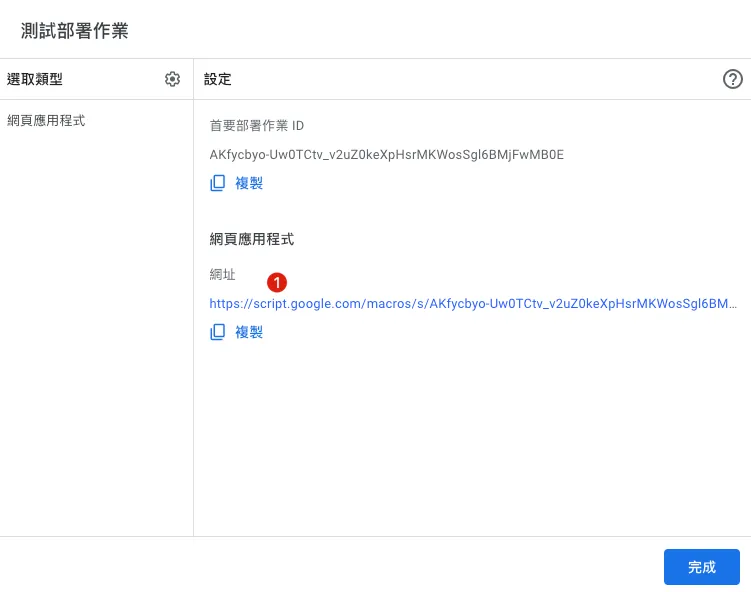 測試部署作業
選取類型
設定
網頁應用程式
首要部署作業 ID
AKfycbyo-Uw0TCtv_v2uZ0keXpHsrMKWosSgl6BMjFwMB0E
複製
網頁應用程式
網址
1
https://script.google.com/macros/s/AKfycbyo-Uw0TCtv_v2uZ0keXpHsrMKWosSgl6BM...
複製
完成